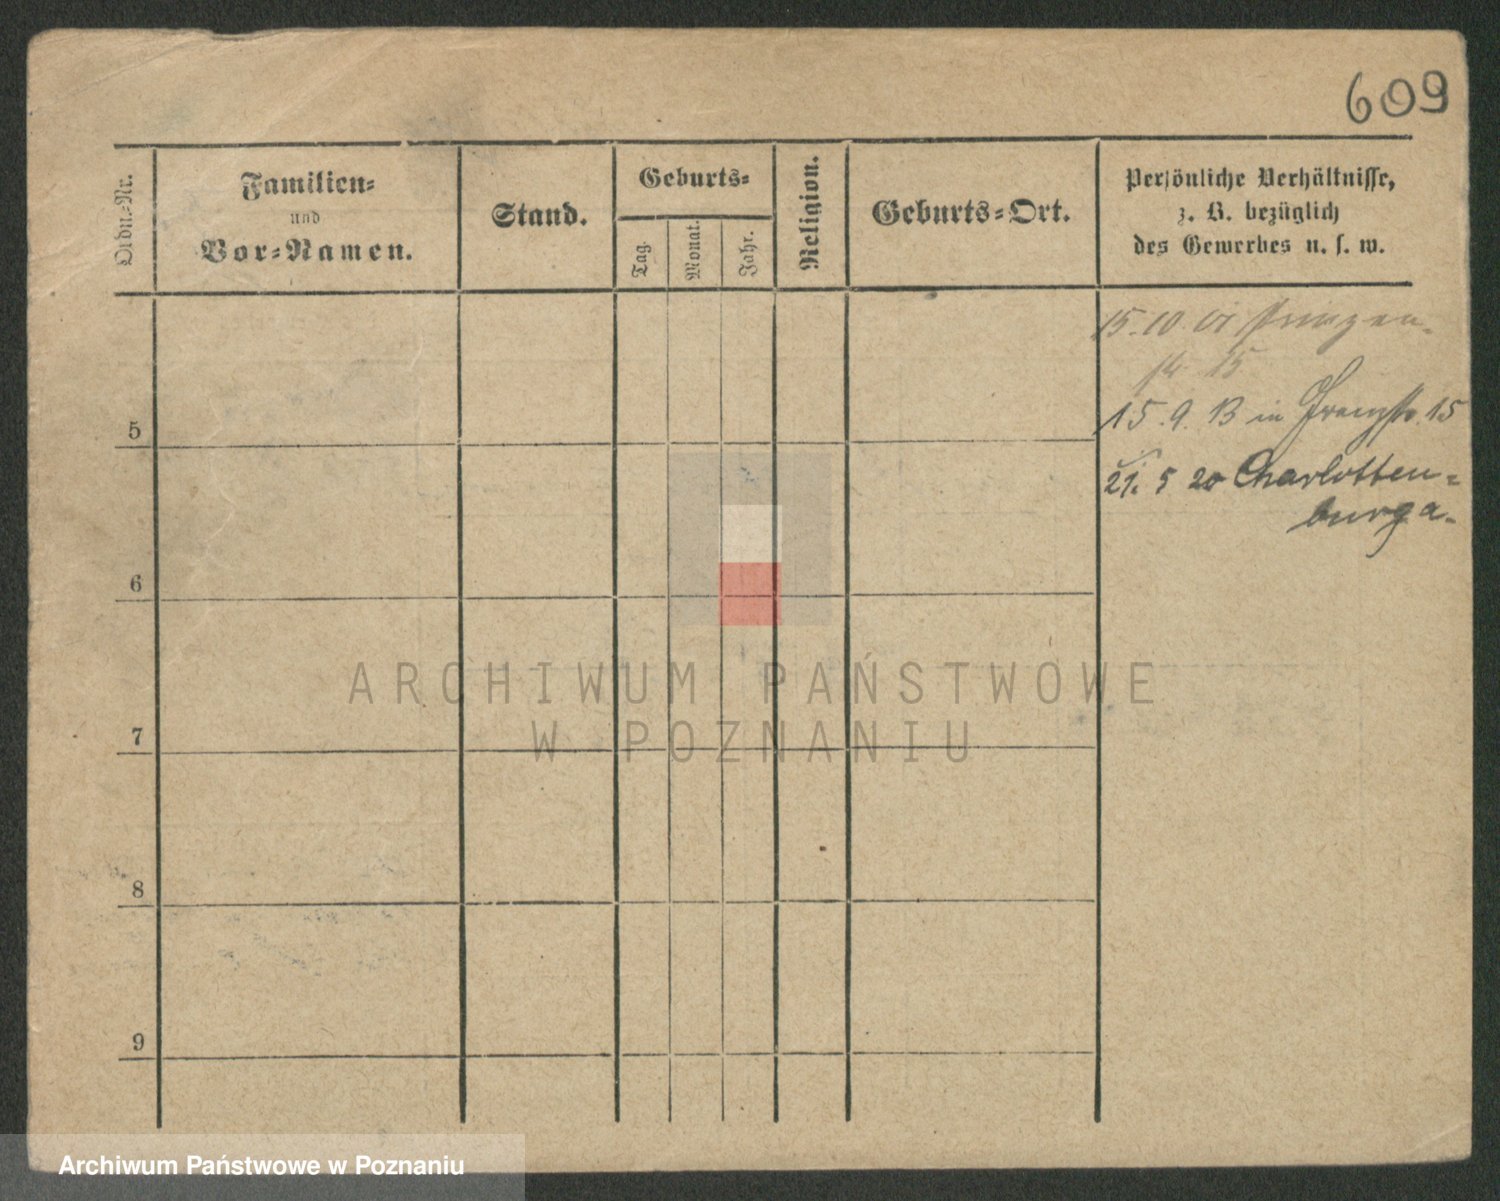 609
Ordn.-Nr.
Familien-
und
Vor-Namen.
Stand.
Geburts-
Tag.
Monat.
Jahr.
Religion.
Geburts-Ort.
Persönliche Verhältnisse,
z. B. bezüglich
des Gewerbes u. s. w.
15. 10. 01 Prinzen-
15
15. 9. 13 in 15
5
21. 5 20 Charlotten-
burg a.
6
ARCHIWUM PAŃSTWOWE
W POZNANIU
7
8
9
Archiwum Państwowe w Poznaniu